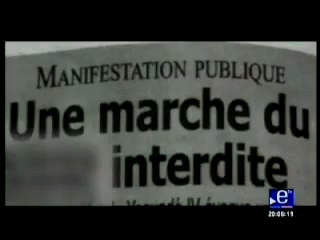 MANIFESTATION PUBLIQUE
Une marche du
interdite
e
20:08:19